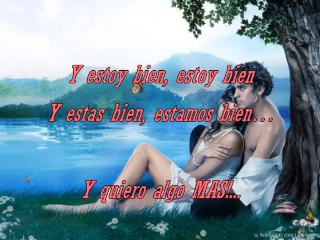 Y estoy bien, estoy bien
Y estas bien, estamos bien...
Y quiero algo MAS!!..